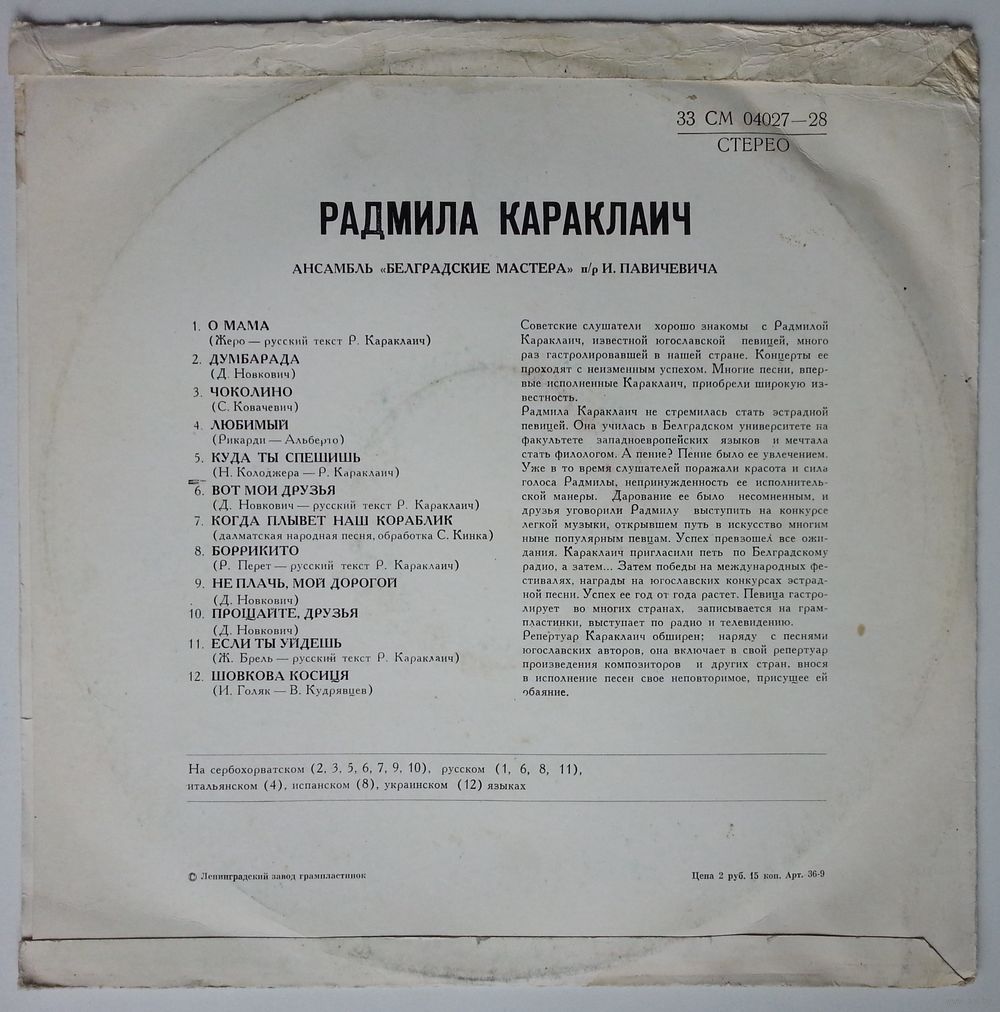 33 СМ 04027—28
СТЕРЕО
РАДМИЛА КАРАКЛАИЧ
АНСАМБЛЬ «БЕЛГРАДСКИЕ МАСТЕРА» п/р И. ПАВИЧЕВИЧА
1. О МАМА
(Жеро — русский текст Р. Караклаич)
2. ДУМБАРАДА
(Д. Новкович)
3. ЧОКОЛИНО
(С. Ковачевич)
4. ЛЮБИМЫЙ
(Рикарди — Альберто)
5. КУДА ТЫ СПЕШИШЬ
(Н. Колоджера — Р. Караклаич)
6. ВОТ МОИ ДРУЗЬЯ
(Д. Новкович — русский текст Р. Караклаич)
7. КОГДА ПЛЫВЕТ НАШ КОРАБЛИК
(далматская народная песня, обработка С. Кинка)
8. БОРРИКИТО
(Р. Перет — русский текст Р. Караклаич)
9. НЕ ПЛАЧЬ, МОЙ ДОРОГОЙ
(Д. Новкович)
10. ПРОЩАЙТЕ, ДРУЗЬЯ
(Д. Новкович)
11. ЕСЛИ ТЫ УЙДЕШЬ
(Ж. Брель — русский текст Р. Караклаич)
12. ШОВКОВА КОСИЦЯ
(И. Голяк — В. Кудрявцев)
Советские слушатели хорошо знакомы с Радмилой
Караклаич, известной югославской певицей, много
раз гастролировавшей в нашей стране. Концерты ее
проходят с неизменным успехом. Многие песни, впер-
вые исполненные Караклаич, приобрели широкую из-
вестность.
Радмила Караклаич не стремилась стать эстрадной
певицей. Она училась в Белградском университете на
факультете западноевропейских языков и мечтала
стать филологом. А пение? Пение было ее увлечением.
Уже в то время слушателей поражали красота и сила
голоса Радмилы, непринужденность ее исполнитель-
ской манеры. Дарование ее было несомненным, и
друзья уговорили Радмилу выступить на конкурсе
легкой музыки, открывшем путь в искусство многим
ныне популярным певцам. Успех превзошел все ожи-
дания. Караклаич пригласили петь по Белградскому
радио, а затем... Затем победы на международных фе-
стивалях, награды на югославских конкурсах эстрад-
ной песни. Успех ее год от года растет. Певица гастро-
лирует во многих странах, записывается на грам-
пластинки, выступает по радио и телевидению.
Репертуар Караклаич обширен; наряду с песнями
югославских авторов, она включает в свой репертуар
произведения композиторов и других стран, внося
в исполнение песен свое неповторимое, присущее ей
обаяние.
На сербохорватском (2, 3, 5, 6, 7, 9, 10), русском (1, 6, 8, 11),
итальянском (4), испанском (8), украинском (12) языках
© Ленинградский завод грампластинок
Цена 2 руб. 15 коп. Арт. 36-9